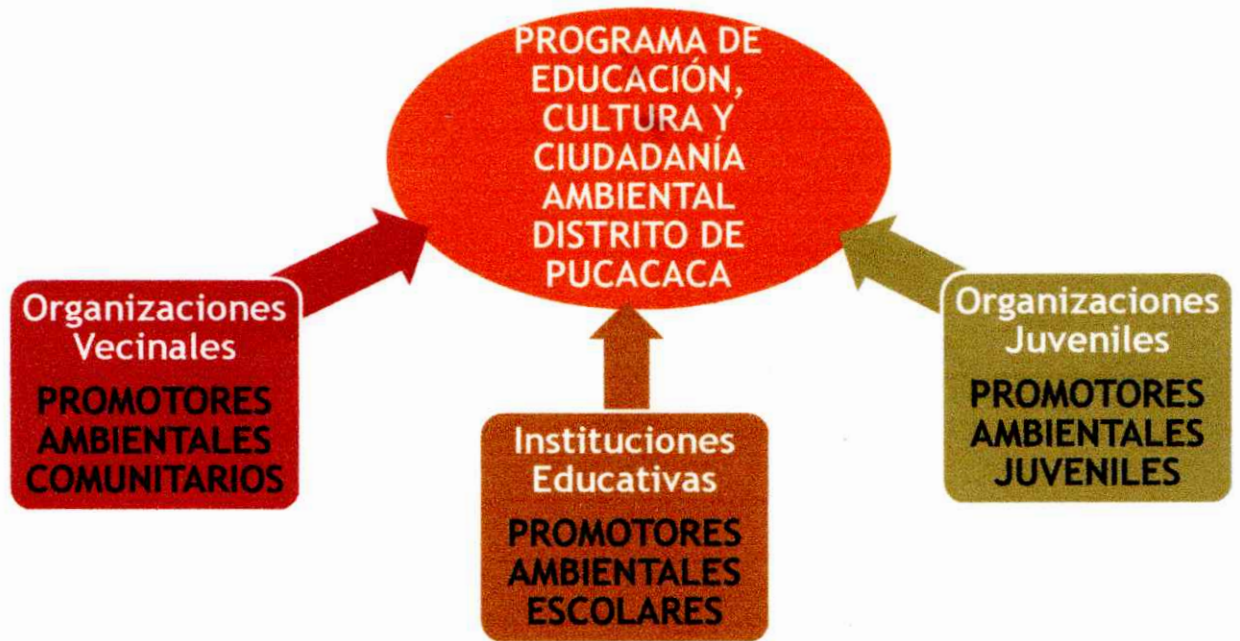 PROGRAMA DE
EDUCACIÓN,
CULTURA Y
CIUDADANÍA
AMBIENTAL
DISTRITO DE
PUCACACA
Organizaciones
Vecinales
PROMOTORES
AMBIENTALES
COMUNITARIOS
Instituciones
Educativas
PROMOTORES
AMBIENTALES
ESCOLARES
Organizaciones
Juveniles
PROMOTORES
AMBIENTALES
JUVENILES